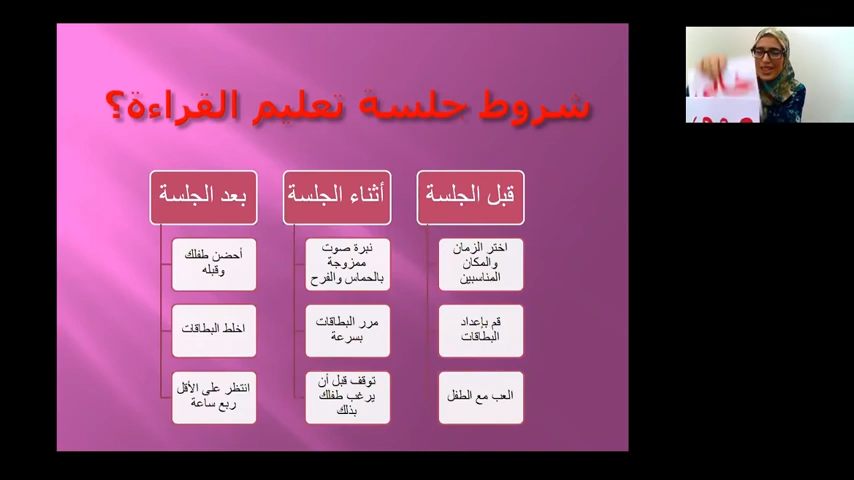 شروط جلسة تعليم القراءة؟
قبل الجلسة
اختر الزمان
والمكان
المناسبين
قم بإعداد
البطاقات
العب مع الطفل
أثناء الجلسة
نبرة صوت
ممزوجة
بالحماس والفرح
مرر البطاقات
بسرعة
توقف قبل أن
يرغب طفلك
بذلك
بعد الجلسة
أحضن طفلك
وقبله
اخلط البطاقات
انتظر على الأقل
ربع ساعة